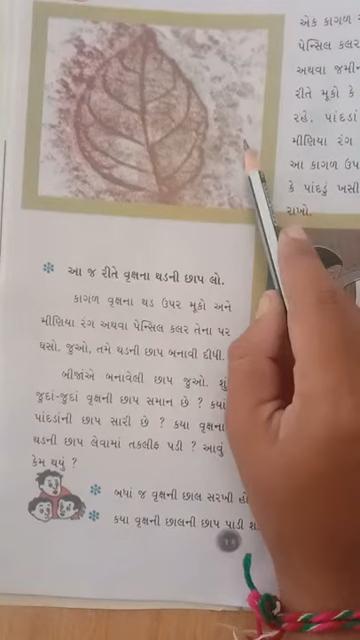 એક કાગળ
પેન્સિલ કલર
અથવા જમીન
રીતે મૂકો કે
રહે. પાંદડાં
મીણિયા રંગ
આ કાગળ ઉપ
કે પાંદડું ખસી
રાખો.
આ જ રીતે વૃક્ષના થડની છાપ લો.
કાગળ વૃક્ષના થડ ઉપર મૂકો અને
મીણિયા રંગ અથવા પેન્સિલ કલર તેના પર
ઘસો. જુઓ, તમે થડની છાપ બનાવી દીધી.
બીજાંએ બનાવેલી છાપ જુઓ. શું
જુદાં-જુદાં વૃક્ષની છાપ સમાન છે ? કયાં
પાંદડાંની છાપ સારી છે ? કયા વૃક્ષના
થડની છાપ લેવામાં તકલીફ પડી ? આવું
કેમ થયું ?
બધાં જ વૃક્ષની છાલ સરખી હો
કયા વૃક્ષની છાલની છાપ પાડી શ